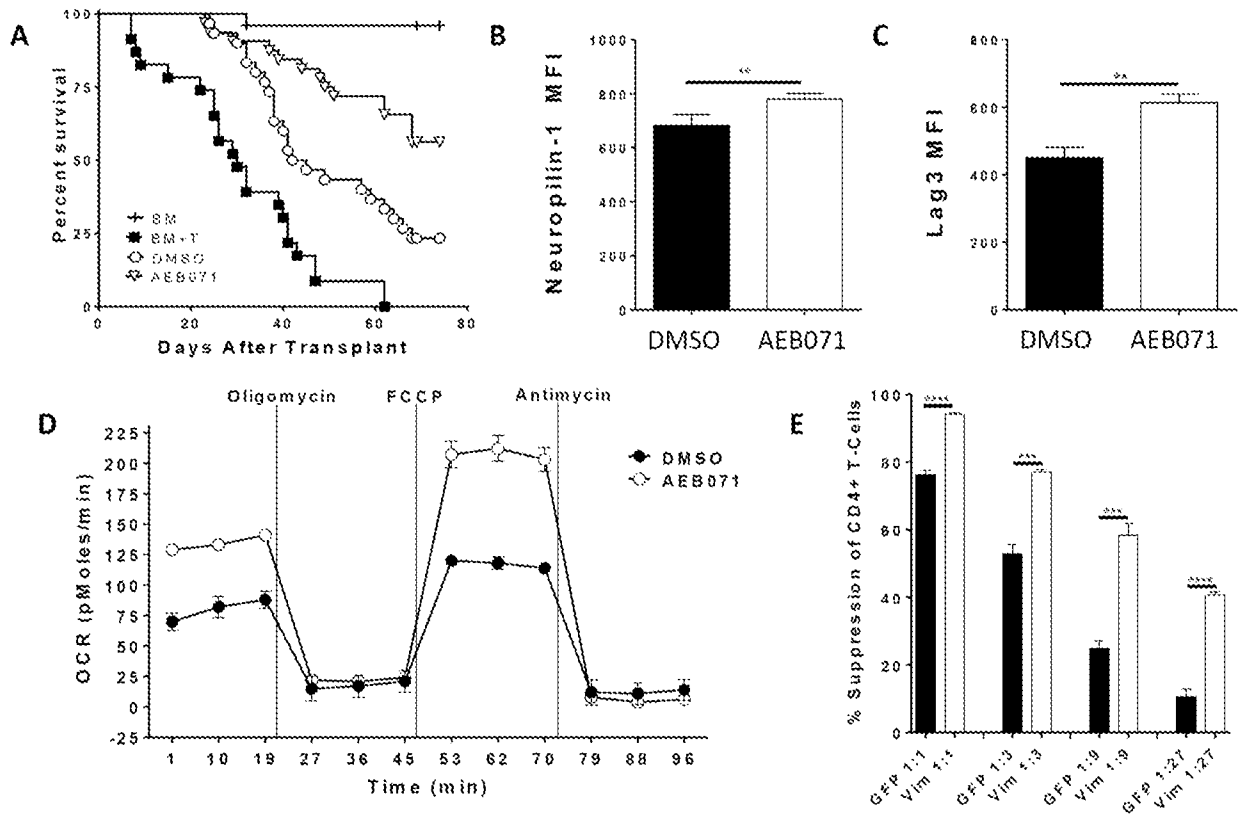 A
Percent survival
100
75
50
25
0
BM
BM+T
DMSO
AEB071
0 20 40 60 80
Days After Transplant
B
Neuropilin-1 MFI
1000
800
600
400
200
0
**
DMSO AEB071
C
Lag3 MFI
800
600
400
200
0
**
DMSO AEB071
D
Oligomycin FCCP Antimycin
OCR (pMoles/min)
225
200
175
150
125
100
75
50
25
0
-25
DMSO
AEB071
1 10 19 27 36 45 53 62 70 79 88 96
Time (min)
E
% Suppression of CD4+ T-Cells
100
80
60
40
20
0
****
***
***
****
GFP 1:1
Vim 1:1
GFP 1:3
Vim 1:3
GFP 1:9
Vim 1:9
GFP 1:27
Vim 1:27